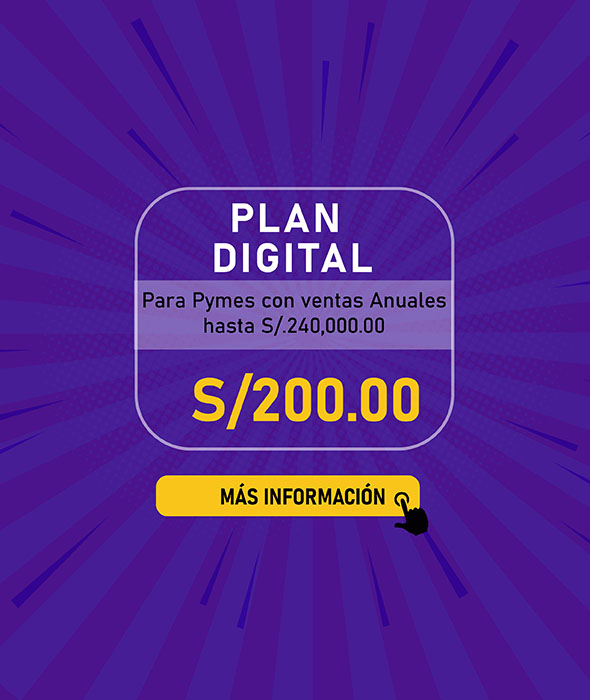 PLAN
DIGITAL
Para Pymes con ventas Anuales
hasta S/.240,000.00
S/200.00
MÁS INFORMACIÓN